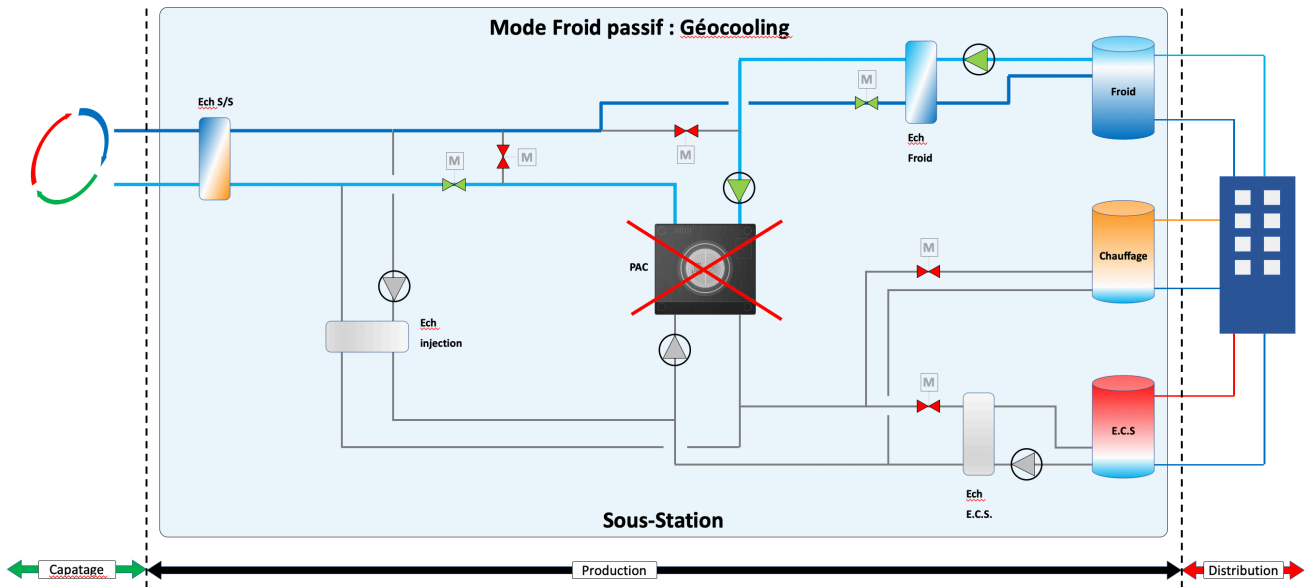 Mode Froid passif : Géocooling
M
Froid
Ech S/S
Ech
Froid
M
M
M
PAC
M
Chauffage
Ech
injection
M
E.C.S
Ech
E.C.S.
Sous-Station
Capatage
Production
Distribution